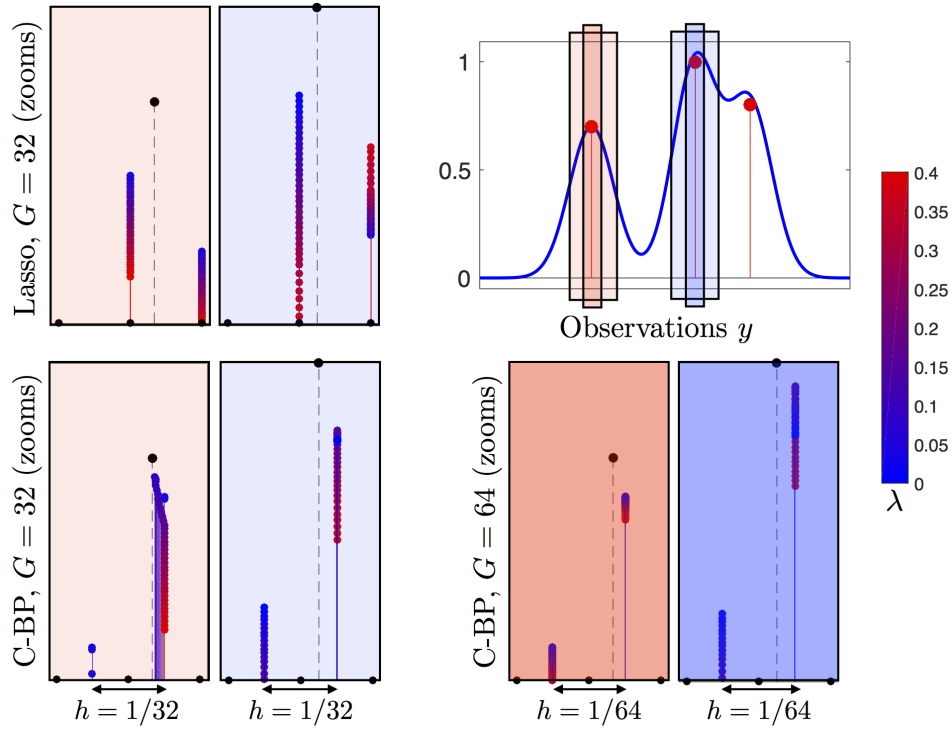 Lasso, G = 32 (zooms)
1
0.5
0
Observations y
0.4
0.35
0.3
0.25
0.2
0.15
0.1
0.05
0
λ
C-BP, G = 32 (zooms)
h = 1/32
h = 1/32
C-BP, G = 64 (zooms)
h = 1/64
h = 1/64